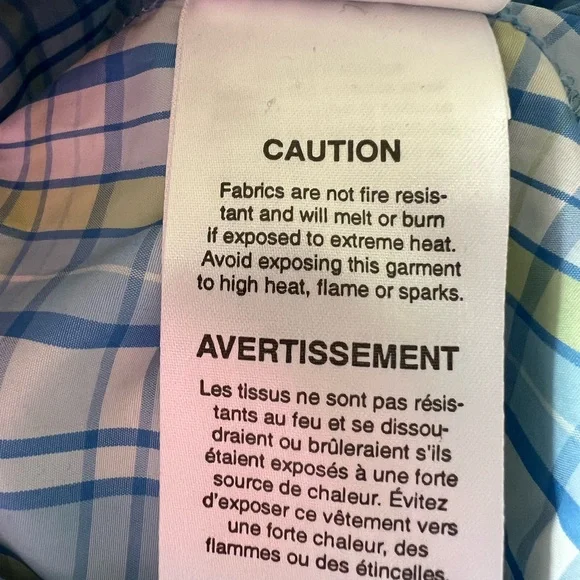 CAUTION
Fabrics are not fire resis-
tant and will melt or burn
if exposed to extreme heat.
Avoid exposing this garment
to high heat, flame or sparks.
AVERTISSEMENT
Les tissus ne sont pas résis-
tants au feu et se dissou-
draient ou brûleraient s'ils
étaient exposés à une forte
source de chaleur. Évitez
d'exposer ce vêtement vers
une forte chaleur, des
flammes ou des étincelles.